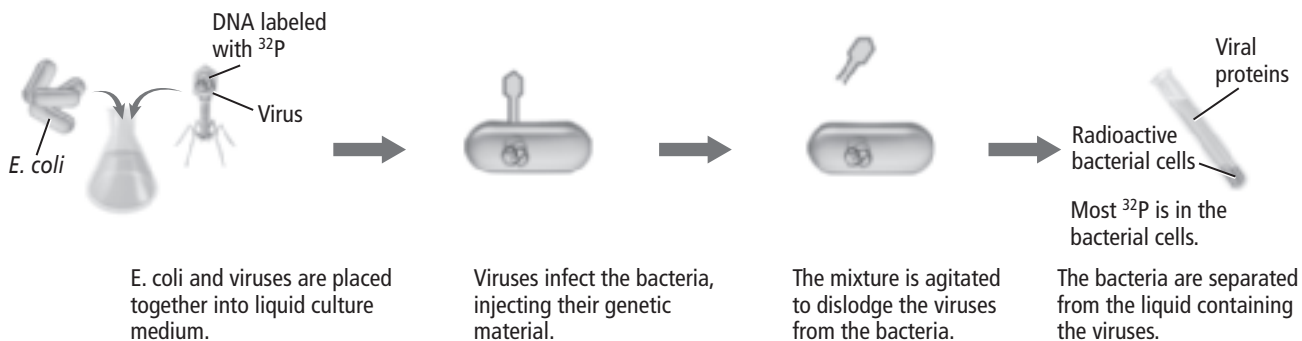 DNA labeled
with ³²P
Virus
E. coli
Viral
proteins
Radioactive
bacterial cells
Most ³²P is in the
bacterial cells.
E. coli and viruses are placed
together into liquid culture
medium.
Viruses infect the bacteria,
injecting their genetic
material.
The mixture is agitated
to dislodge the viruses
from the bacteria.
The bacteria are separated
from the liquid containing
the viruses.